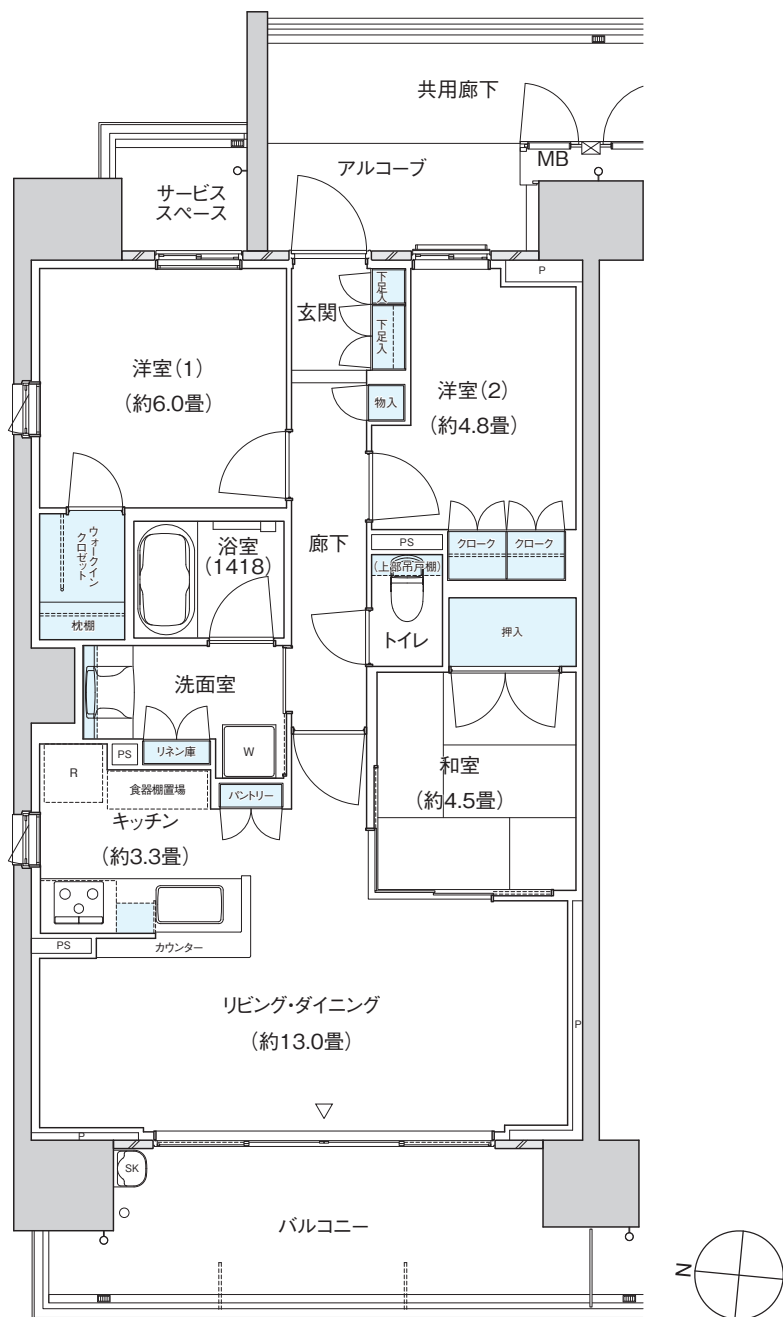 共用廊下
MB
アルコーブ
サービス
スペース
P
下足入
玄関
下足入
洋室(1)
(約6.0畳)
洋室(2)
(約4.8畳)
物入
ウォークイン
クロゼット
枕棚
浴室
(1418)
廊下
PS
クローク
クローク
(上部吊戸棚)
トイレ
押入
洗面室
PS
リネン庫
W
R
食器棚置場
パントリー
和室
(約4.5畳)
キッチン
(約3.3畳)
PS
カウンター
リビング・ダイニング
(約13.0畳)
P
P
SK
バルコニー
N